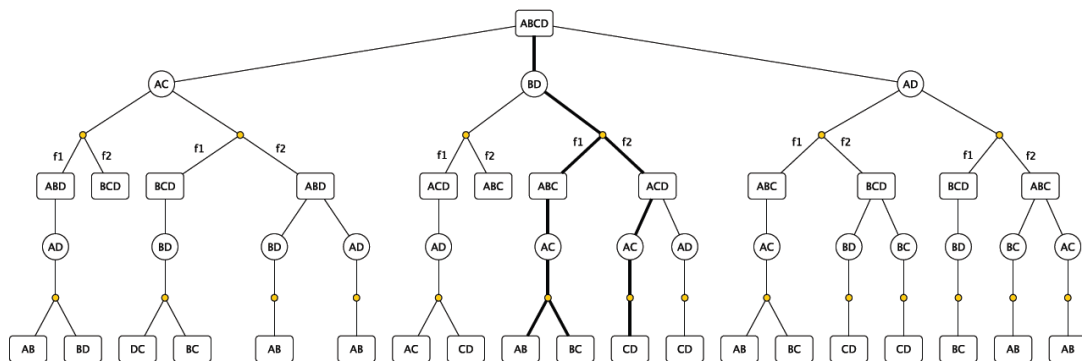 ABCD
AC BD AD
f1 f2 f1 f2 f1 f2 f1 f2 f1 f2 f1 f2
ABD BCD BCD ABD ACD ABC ABC ACD ABC BCD BCD ABC
AD BD BD AD AD AC AC AD AC BD BC BD BC AC
AB BD DC BC AB AB AC CD AB BC CD CD AB BC CD CD BC AB AB